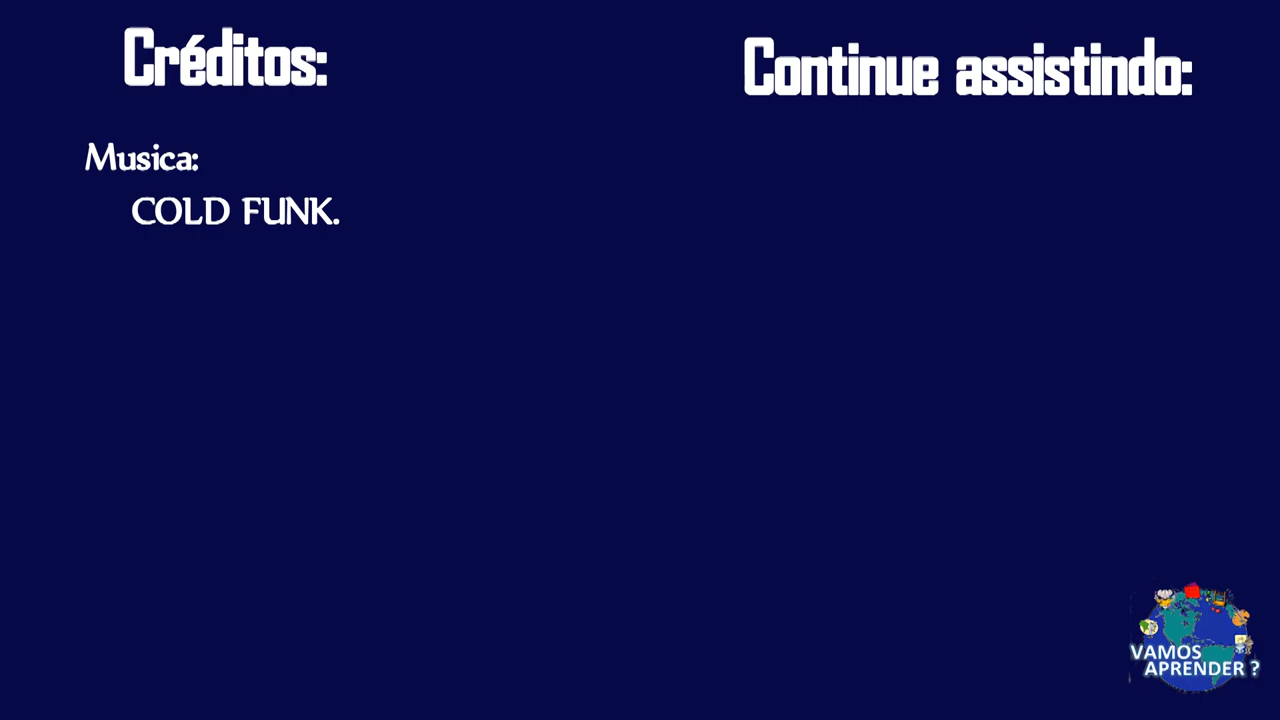 Créditos:
Continue assistindo:
Musica:
COLD FUNK.
VAMOS
APRENDER ?